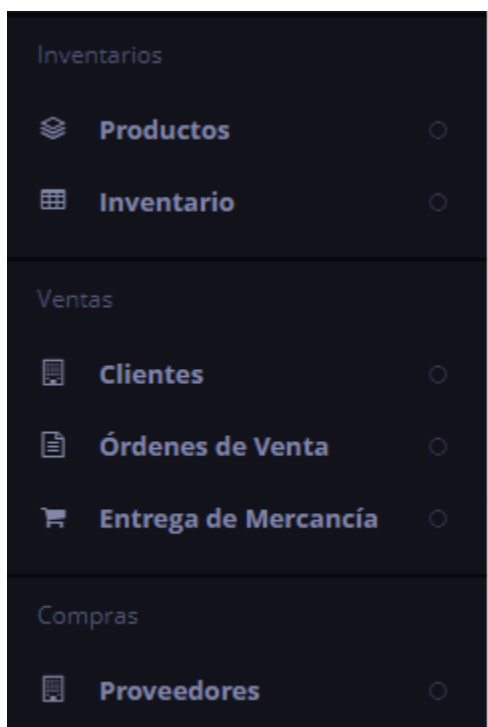 Inventarios
Productos
Inventario
Ventas
Clientes
Órdenes de Venta
Entrega de Mercancía
Compras
Proveedores